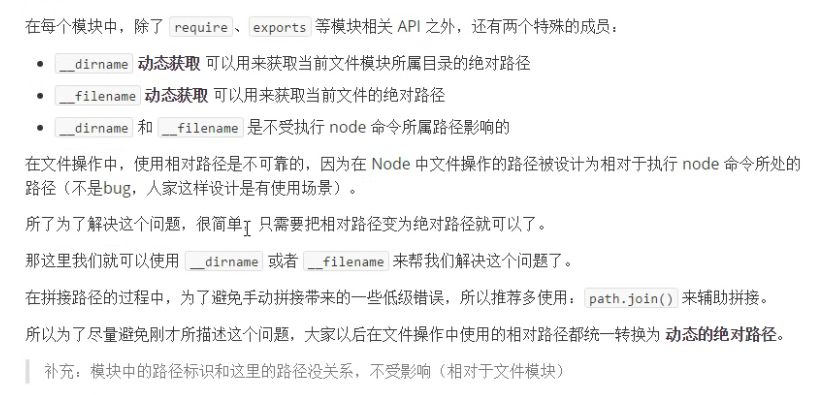 在每个模块中，除了 require、exports 等模块相关 API 之外，还有两个特殊的成员：
• __dirname 动态获取 可以用来获取当前文件模块所属目录的绝对路径
• __filename 动态获取 可以用来获取当前文件的绝对路径
• __dirname 和 __filename 是不受执行 node 命令所属路径影响的
在文件操作中，使用相对路径是不可靠的，因为在 Node 中文件操作的路径被设计为相对于执行 node 命令所处的
路径（不是bug，人家这样设计是有使用场景）。
所了为了解决这个问题，很简单，只需要把相对路径变为绝对路径就可以了。
那这里我们就可以使用 __dirname 或者 __filename 来帮我们解决这个问题了。
在拼接路径的过程中，为了避免手动拼接带来的一些低级错误，所以推荐多使用：path.join() 来辅助拼接。
所以为了尽量避免刚才所描述这个问题，大家以后在文件操作中使用的相对路径都统一转换为 动态的绝对路径。
补充：模块中的路径标识和这里的路径没关系，不受影响（相对于文件模块）